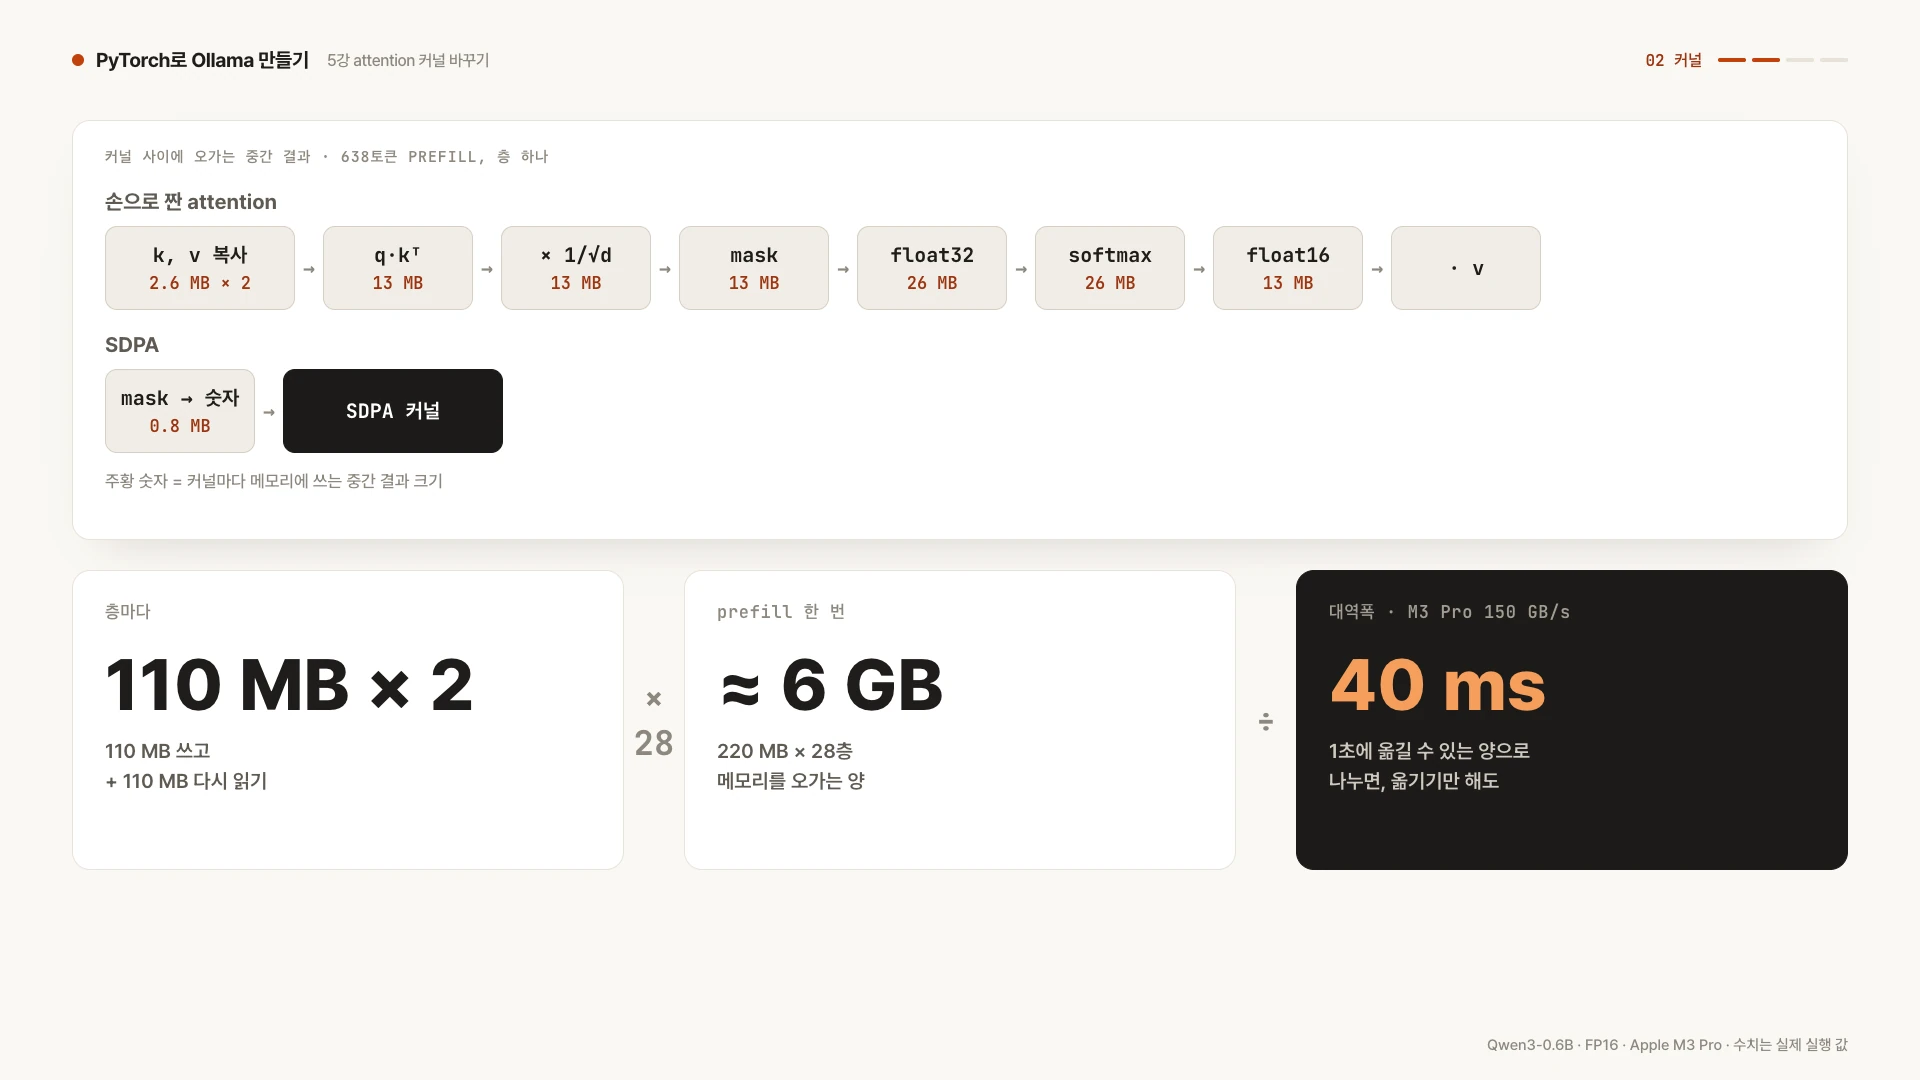 PyTorch로 Ollama 만들기 5강 attention 커널 바꾸기
02 커널
커널 사이에 오가는 중간 결과 · 638토큰 PREFILL, 층 하나
손으로 짠 attention
k, v 복사 → q·kᵀ → × 1/√d → mask → float32 → softmax → float16 → · v
2.6 MB × 2 13 MB 13 MB 13 MB 26 MB 26 MB 13 MB
SDPA
mask → 숫자 → SDPA 커널
0.8 MB
주황 숫자 = 커널마다 메모리에 쓰는 중간 결과 크기
층마다
110 MB × 2
110 MB 쓰고
+ 110 MB 다시 읽기
×
28
prefill 한 번
≈ 6 GB
220 MB × 28층
메모리를 오가는 양
÷
대역폭 · M3 Pro 150 GB/s
40 ms
1초에 옮길 수 있는 양으로
나누면, 옮기기만 해도
Qwen3-0.6B · FP16 · Apple M3 Pro · 수치는 실제 실행 값